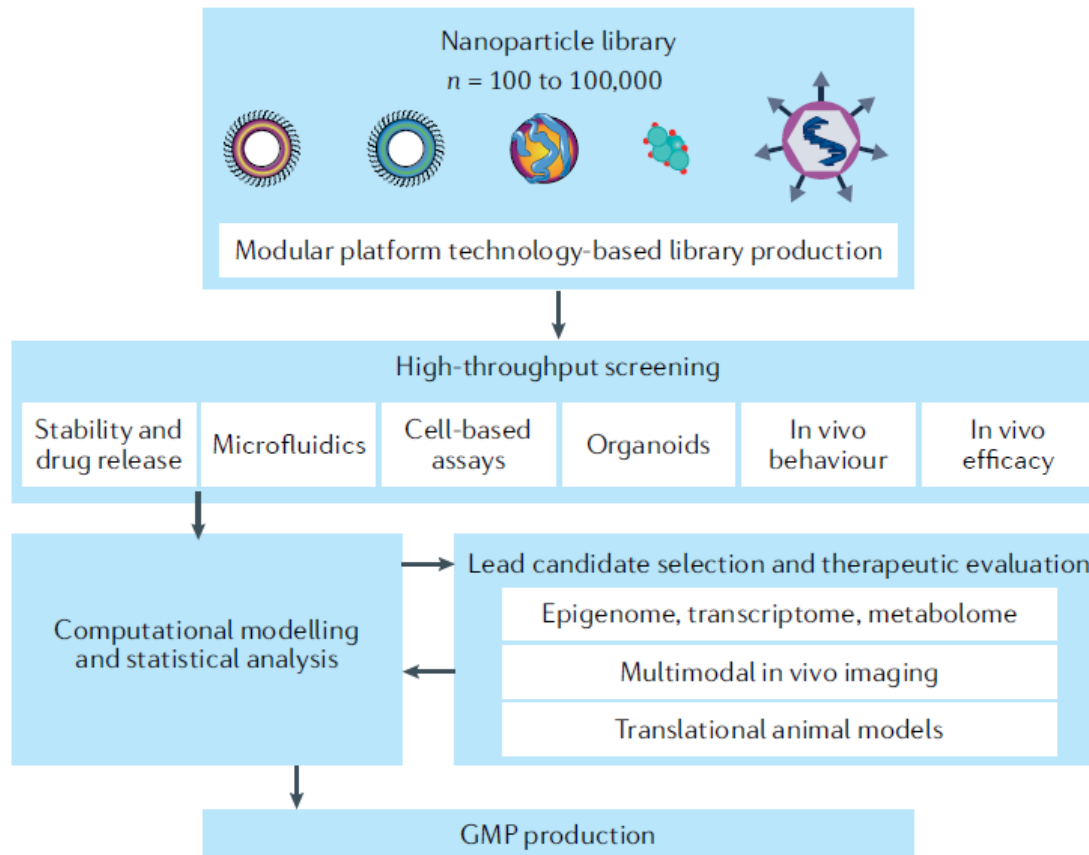 Nanoparticle library
n = 100 to 100,000
Modular platform technology-based library production
High-throughput screening
Stability and
drug release
Microfluidics
Cell-based
assays
Organoids
In vivo
behaviour
In vivo
efficacy
Computational modelling
and statistical analysis
Lead candidate selection and therapeutic evaluation
Epigenome, transcriptome, metabolome
Multimodal in vivo imaging
Translational animal models
GMP production